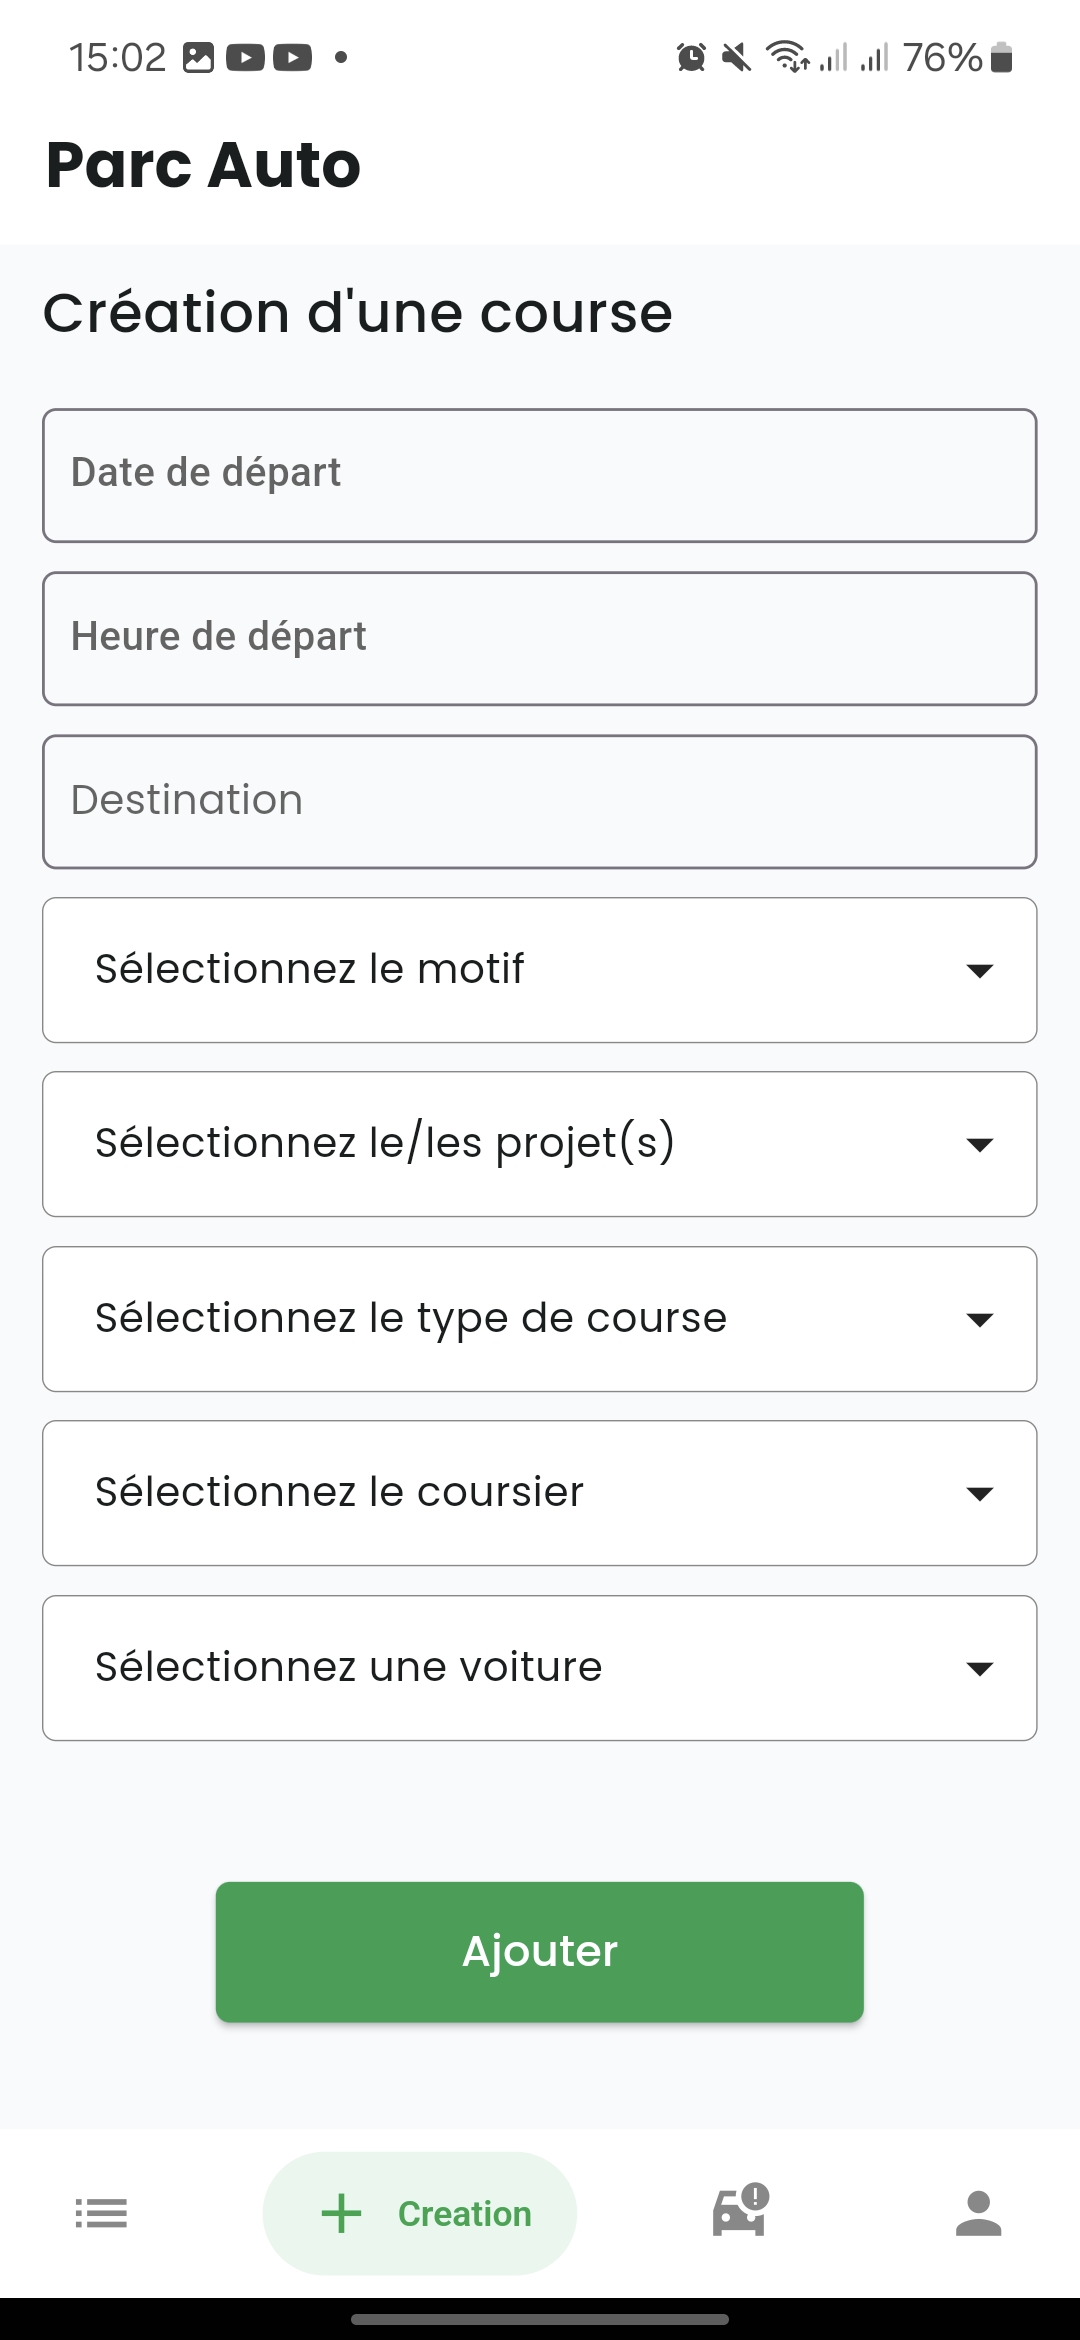 15:02 76%
Parc Auto
Création d'une course
Date de départ
Heure de départ
Destination
Sélectionnez le motif
Sélectionnez le/les projet(s)
Sélectionnez le type de course
Sélectionnez le coursier
Sélectionnez une voiture
Ajouter
Creation